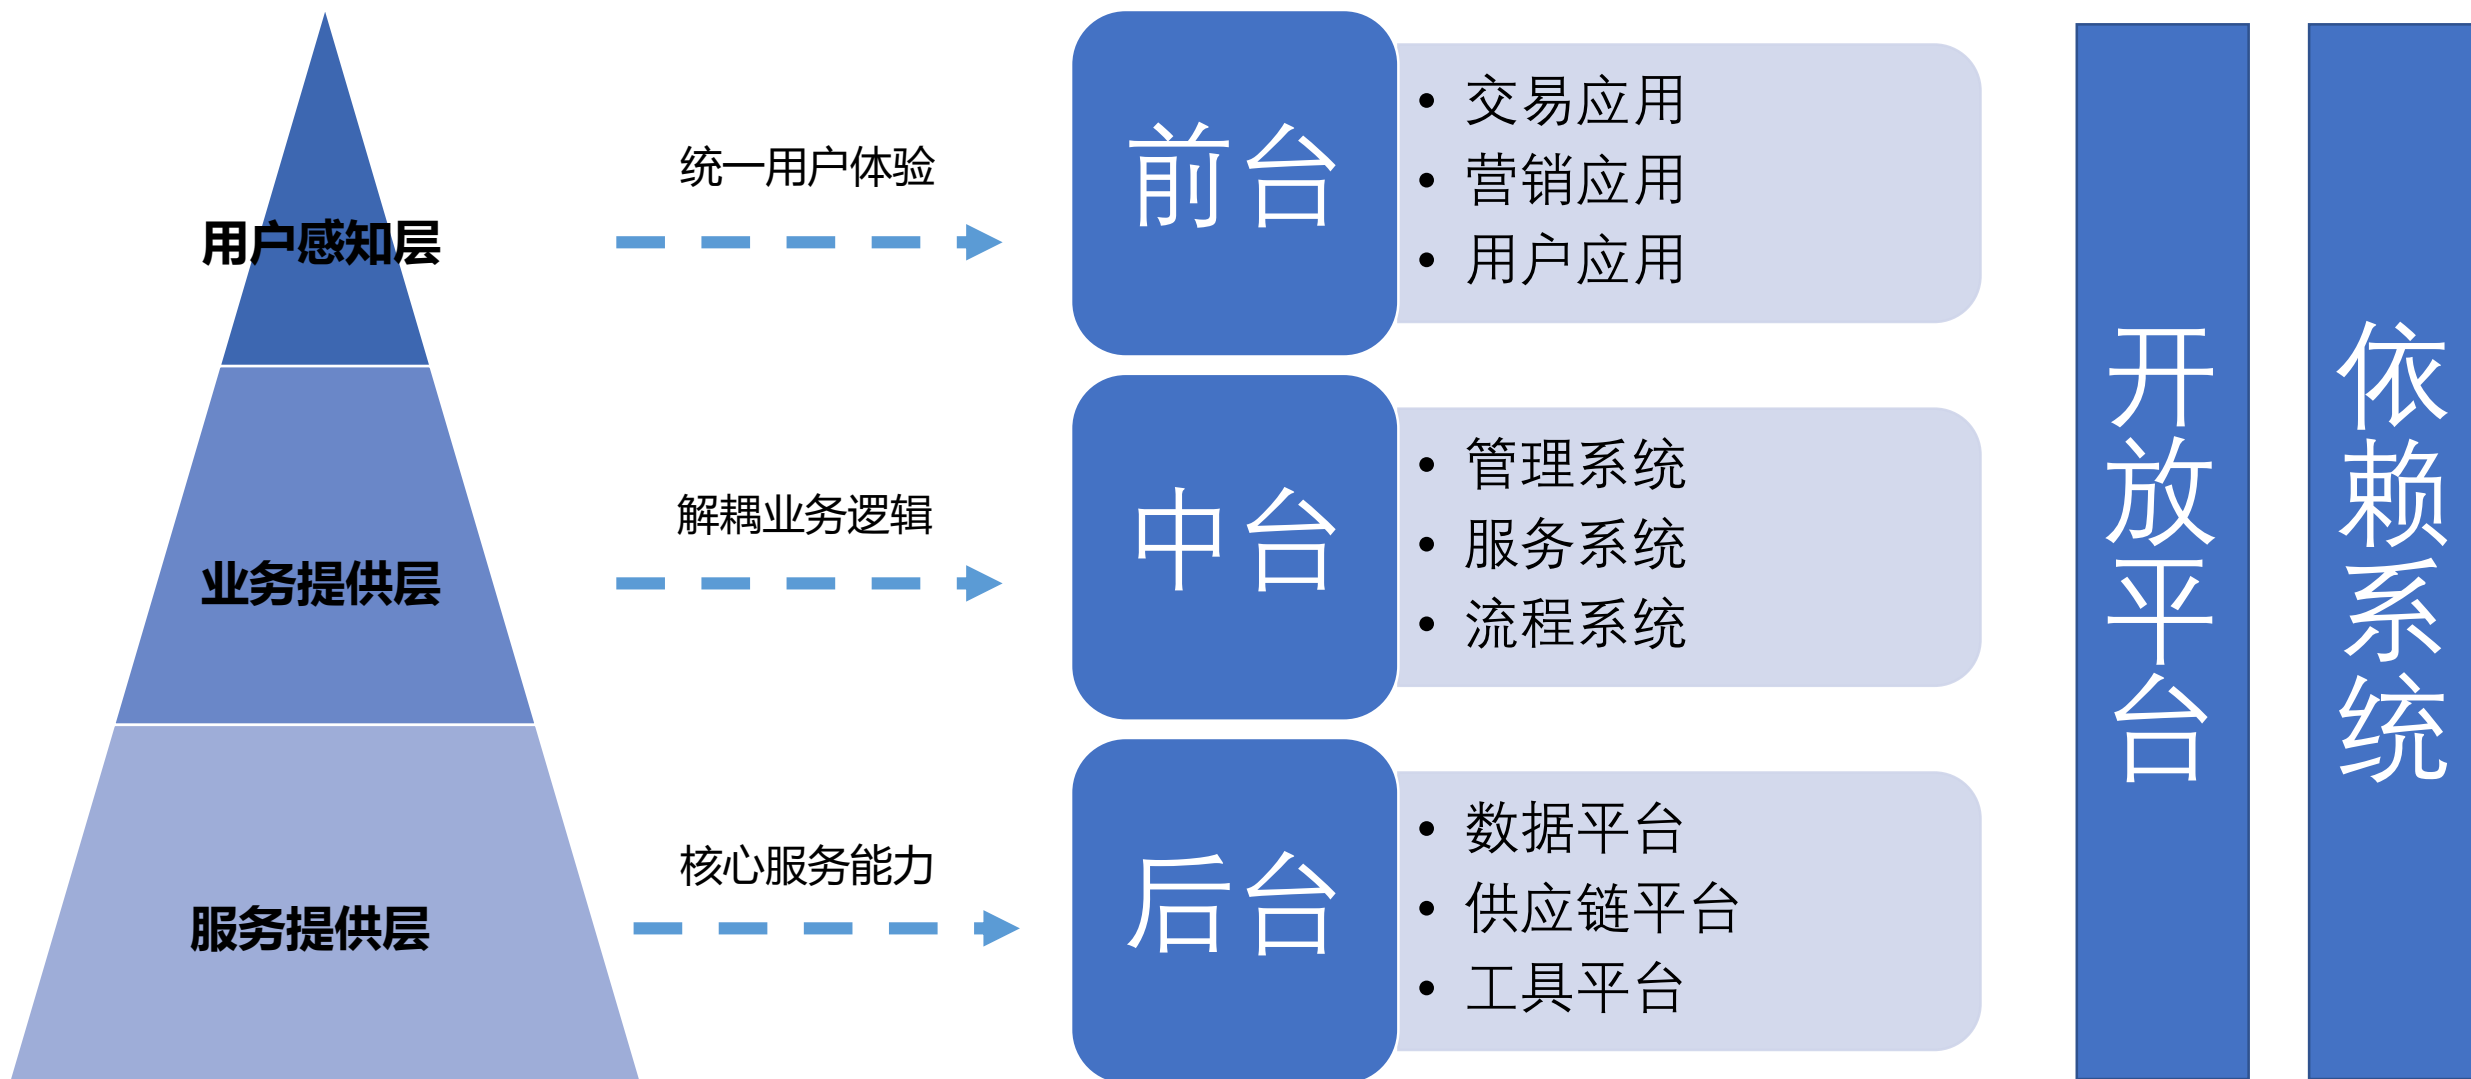 用户感知层
统一用户体验
前台
• 交易应用
• 营销应用
• 用户应用
业务提供层
解耦业务逻辑
中台
• 管理系统
• 服务系统
• 流程系统
服务提供层
核心服务能力
后台
• 数据平台
• 供应链平台
• 工具平台
开放平台
依赖系统